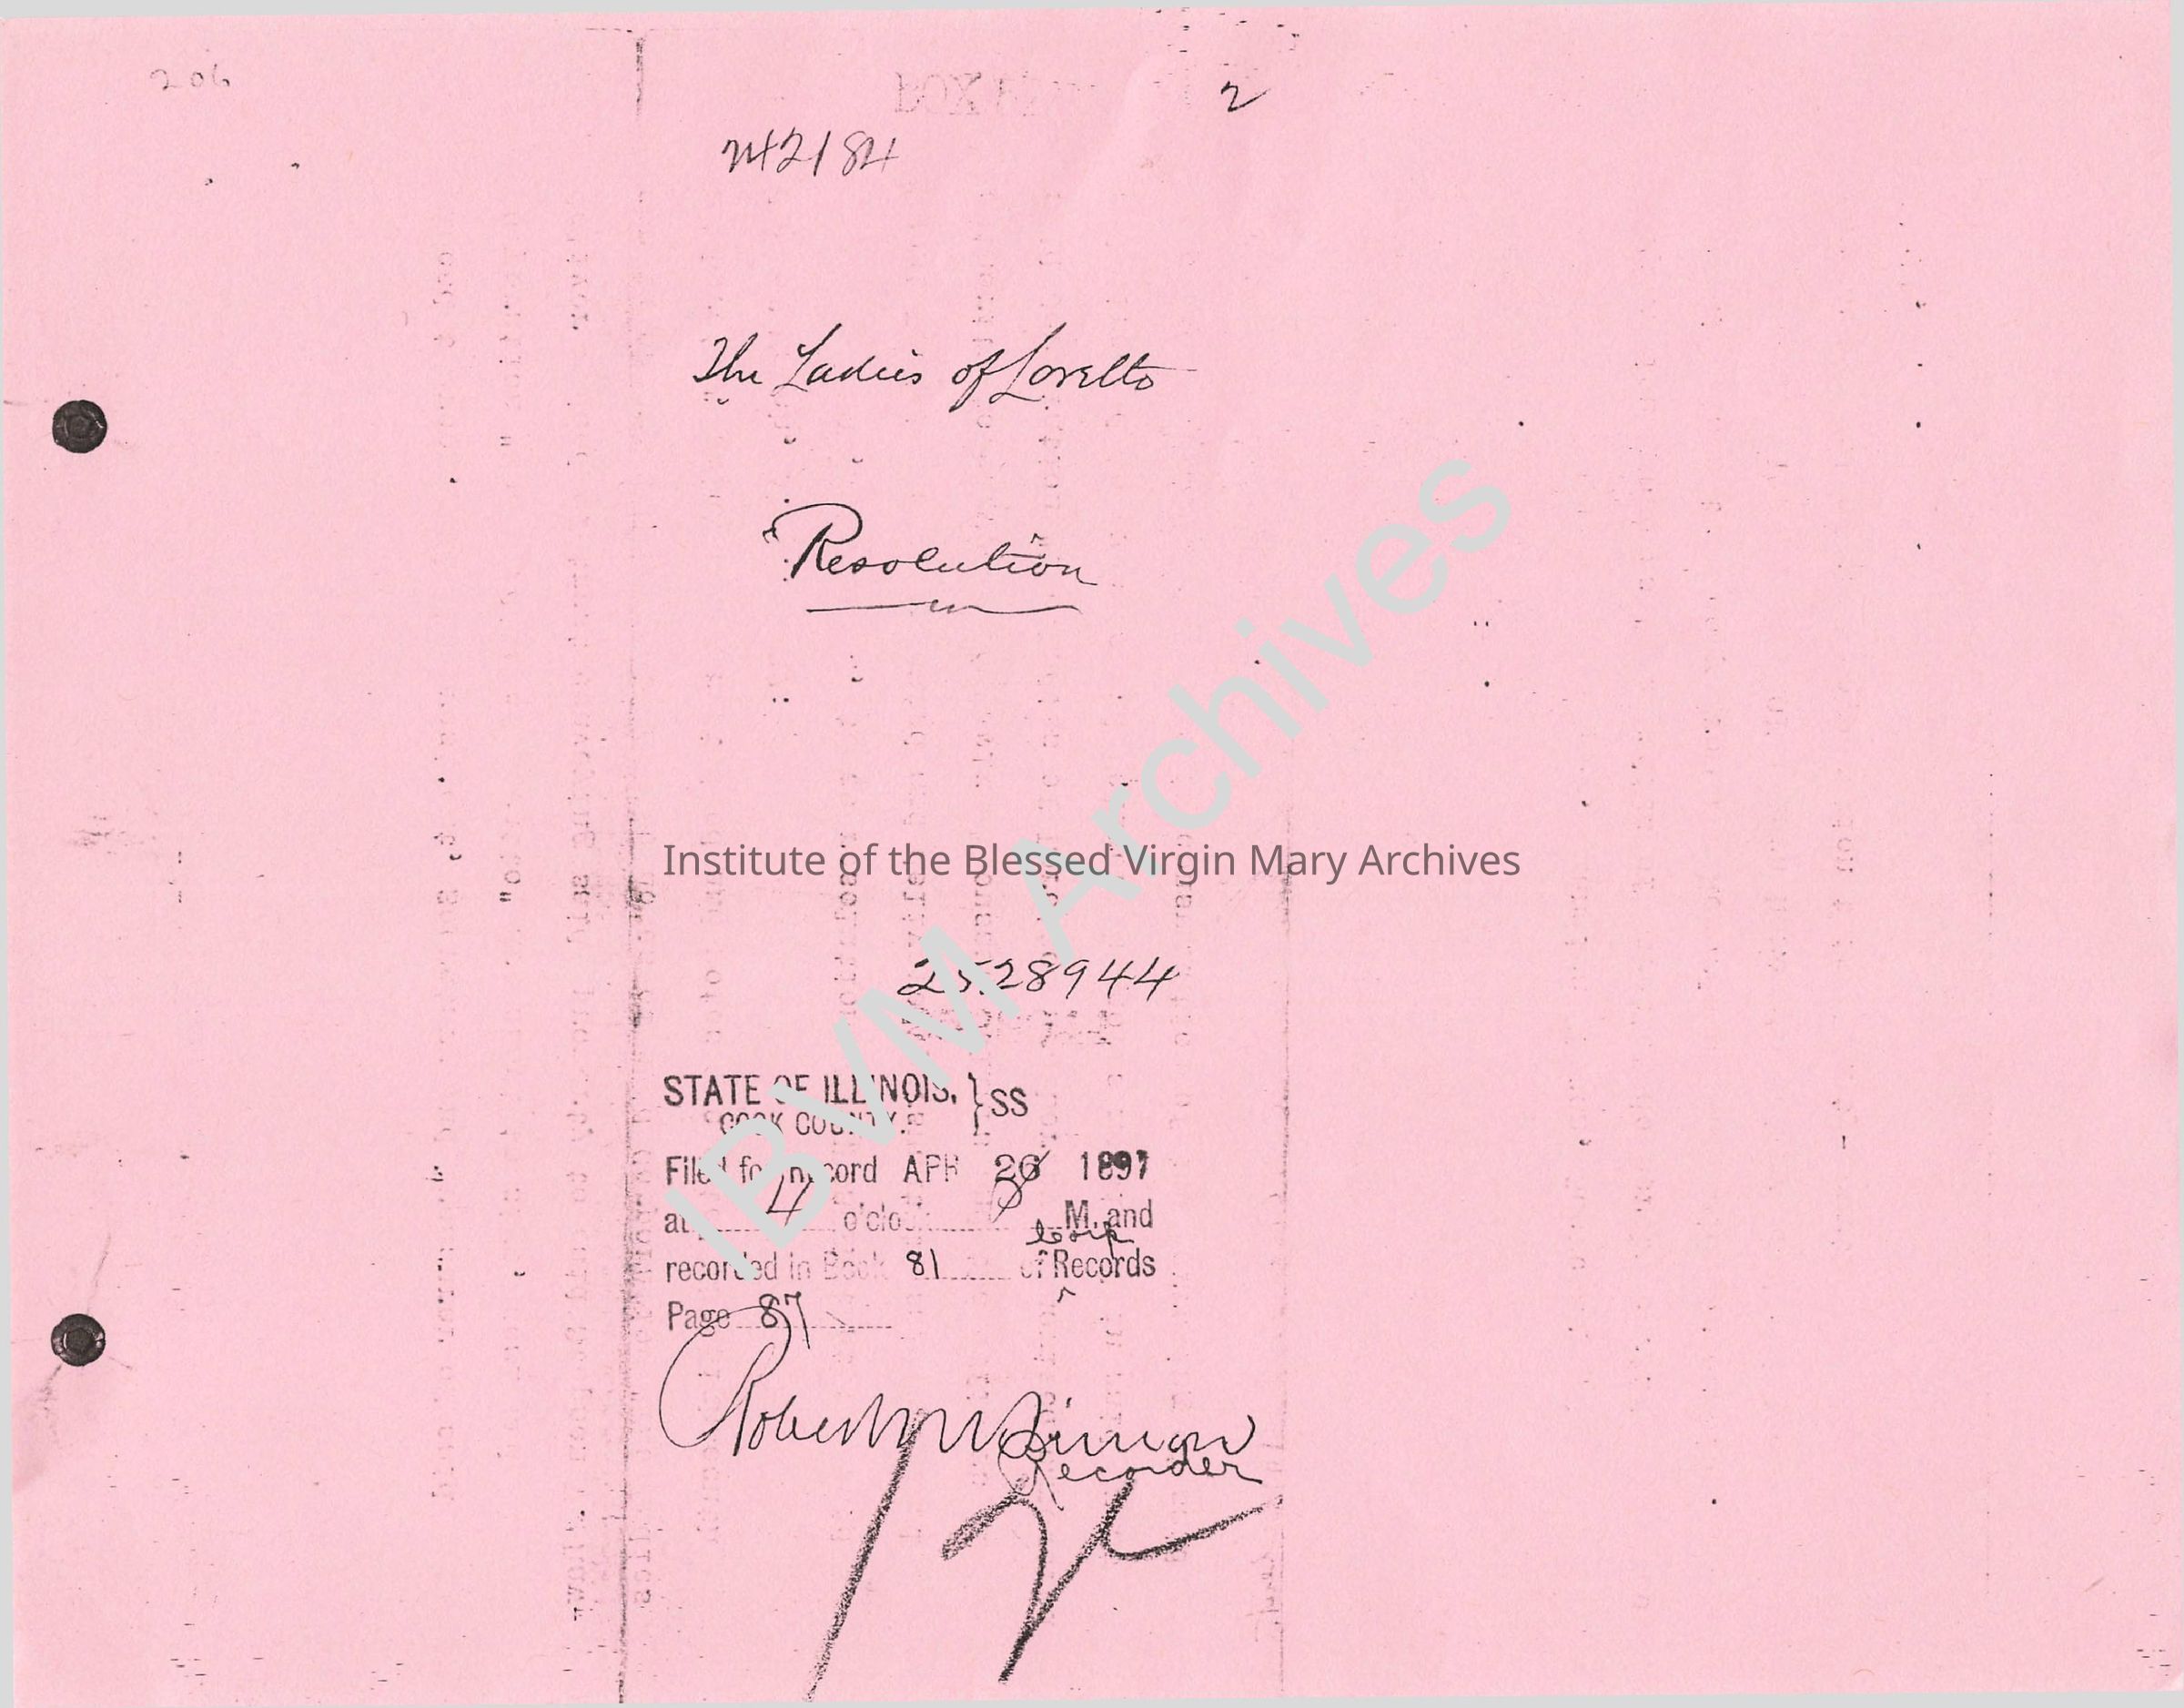 206
2
242184
The Ladies of Loretto
Resolution
Institute of the Blessed Virgin Mary Archives
IBVM Archives
2528944
STATE OF ILLINOIS, } SS
COOK COUNTY.
Filed for record APR 26 1897
at 4 o'clock P M. and
recorded in Book 81 of Corp Records
Page 87
Robert M Simon
Recorder